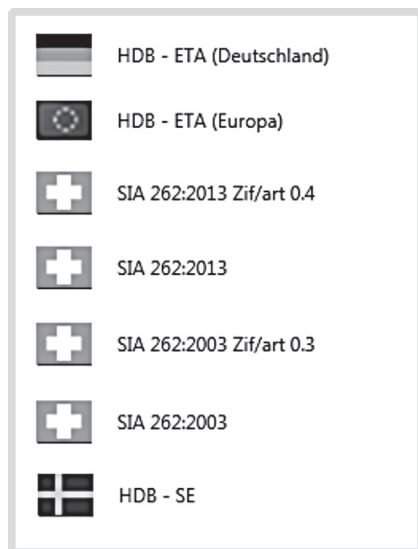 HDB - ETA (Deutschland)
HDB - ETA (Europa)
SIA 262:2013 Zif/art 0.4
SIA 262:2013
SIA 262:2003 Zif/art 0.3
SIA 262:2003
HDB - SE